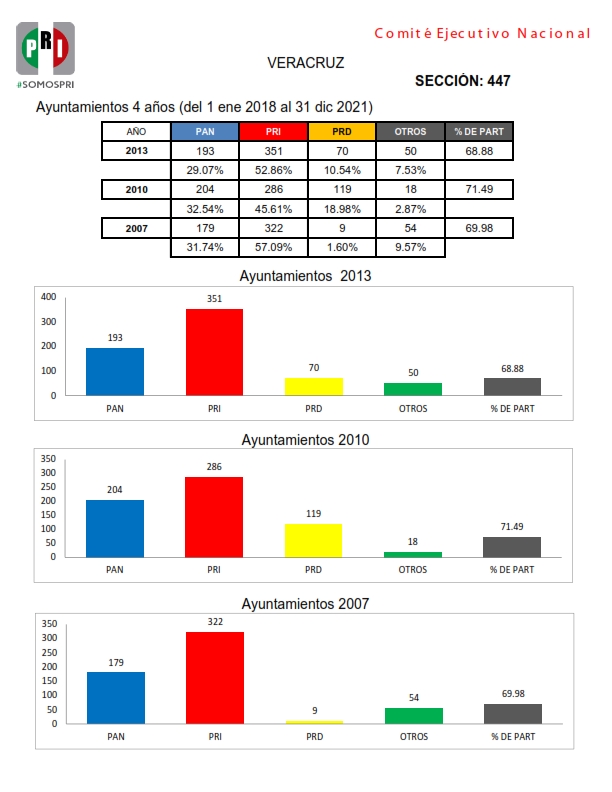 Comité Ejecutivo Nacional
PRI
#SOMOSPRI
VERACRUZ
SECCIÓN: 447
Ayuntamientos 4 años (del 1 ene 2018 al 31 dic 2021)
AÑO PAN PRI PRD OTROS % DE PART
2013 193 351 70 50 68.88
29.07% 52.86% 10.54% 7.53%
2010 204 286 119 18 71.49
32.54% 45.61% 18.98% 2.87%
2007 179 322 9 54 69.98
31.74% 57.09% 1.60% 9.57%
Ayuntamientos 2013
400
300
200
100
0
193 351 70 50 68.88
PAN PRI PRD OTROS % DE PART
Ayuntamientos 2010
350
300
250
200
150
100
50
0
204 286 119 18 71.49
PAN PRI PRD OTROS % DE PART
Ayuntamientos 2007
350
300
250
200
150
100
50
0
179 322 9 54 69.98
PAN PRI PRD OTROS % DE PART